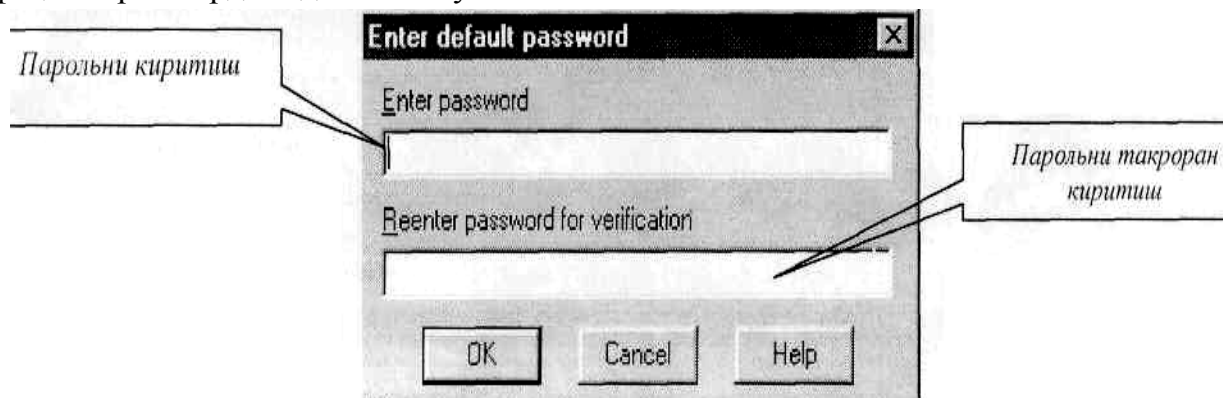 Enter default password
Парольни киритиш
Enter password
Парольни такроран
киритиш
Reenter password for verification
OK
Cancel
Help